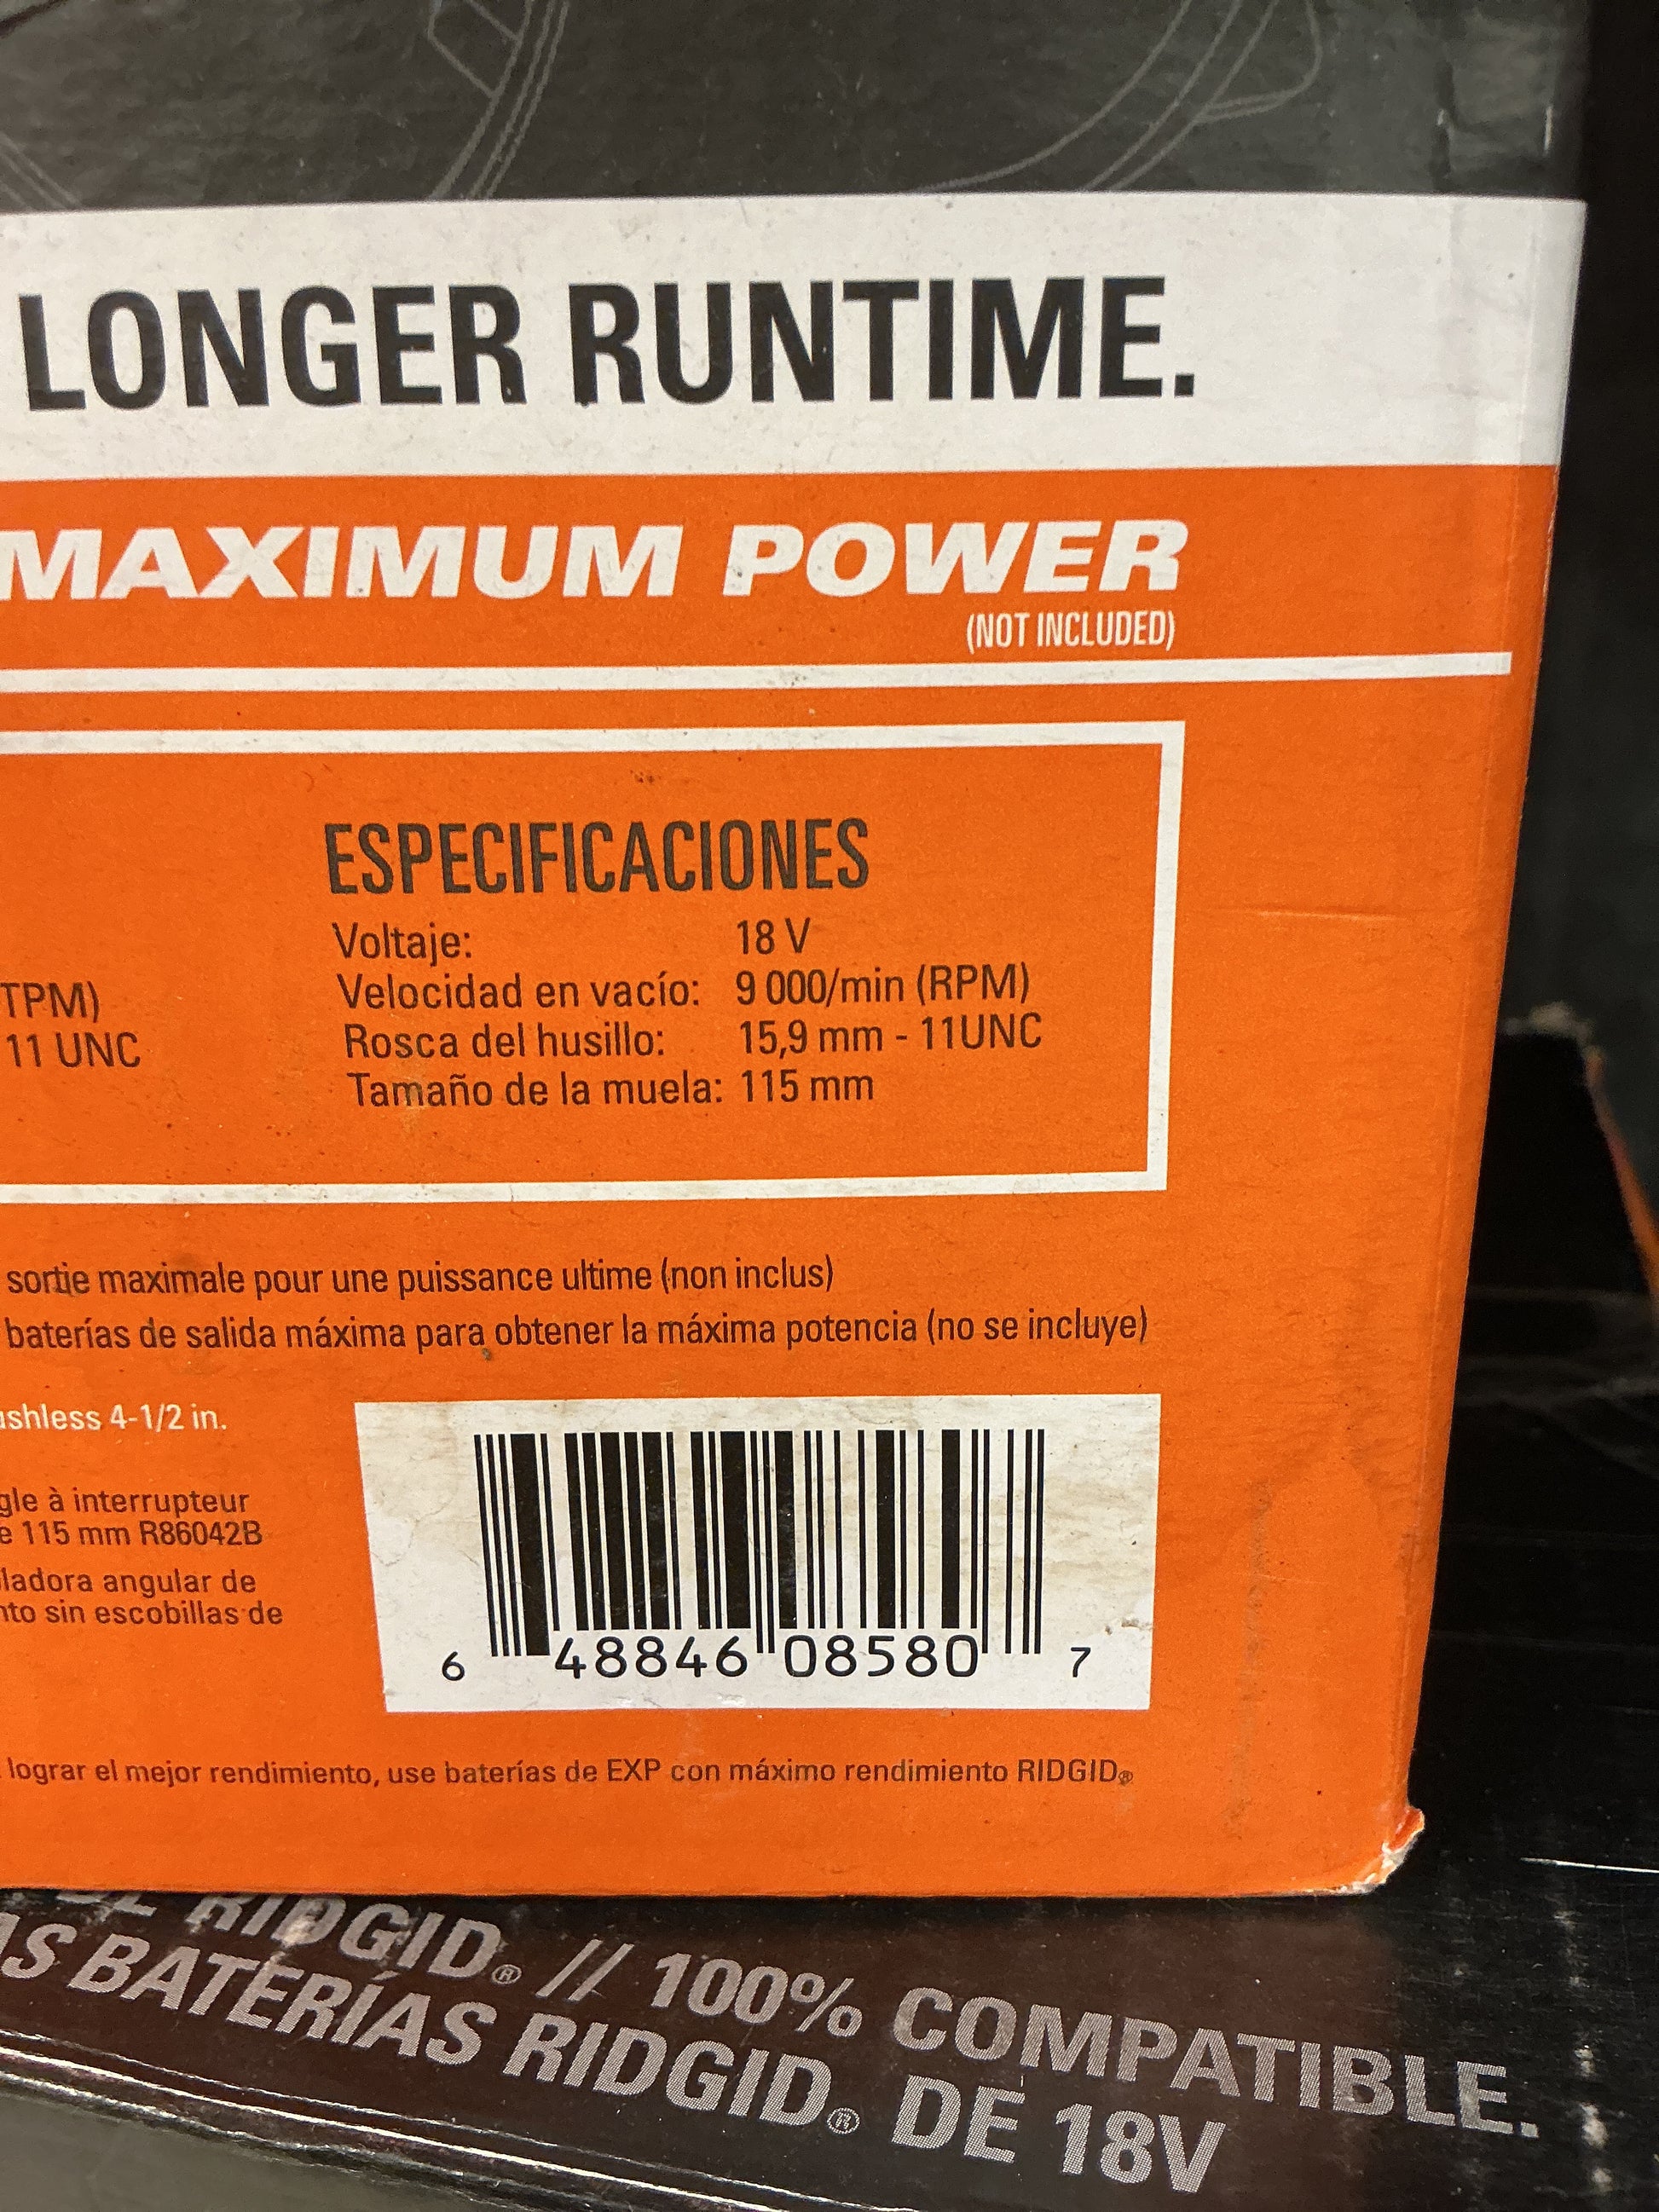 LONGER RUNTIME.
MAXIMUM POWER
(NOT INCLUDED)
TPM)
11 UNC
ESPECIFICACIONES
Voltaje: 18 V
Velocidad en vacío: 9 000/min (RPM)
Rosca del husillo: 15,9 mm - 11UNC
Tamaño de la muela: 115 mm
sortie maximale pour une puissance ultime (non inclus)
baterías de salida máxima para obtener la máxima potencia (no se incluye)
ushless 4-1/2 in.
gle à interrupteur
e 115 mm R86042B
ladora angular de
nto sin escobillas de
6 48846 08580 7
lograr el mejor rendimiento, use baterías de EXP con máximo rendimiento RIDGID®
DE RIDGID® // 100% COMPATIBLE.
AS BATERÍAS RIDGID® DE 18V